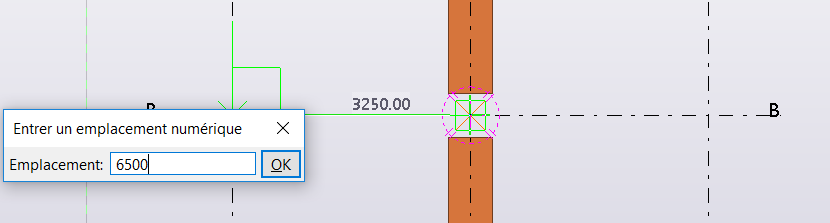 3250.00
B
B
Entrer un emplacement numérique
Emplacement: 6500 OK